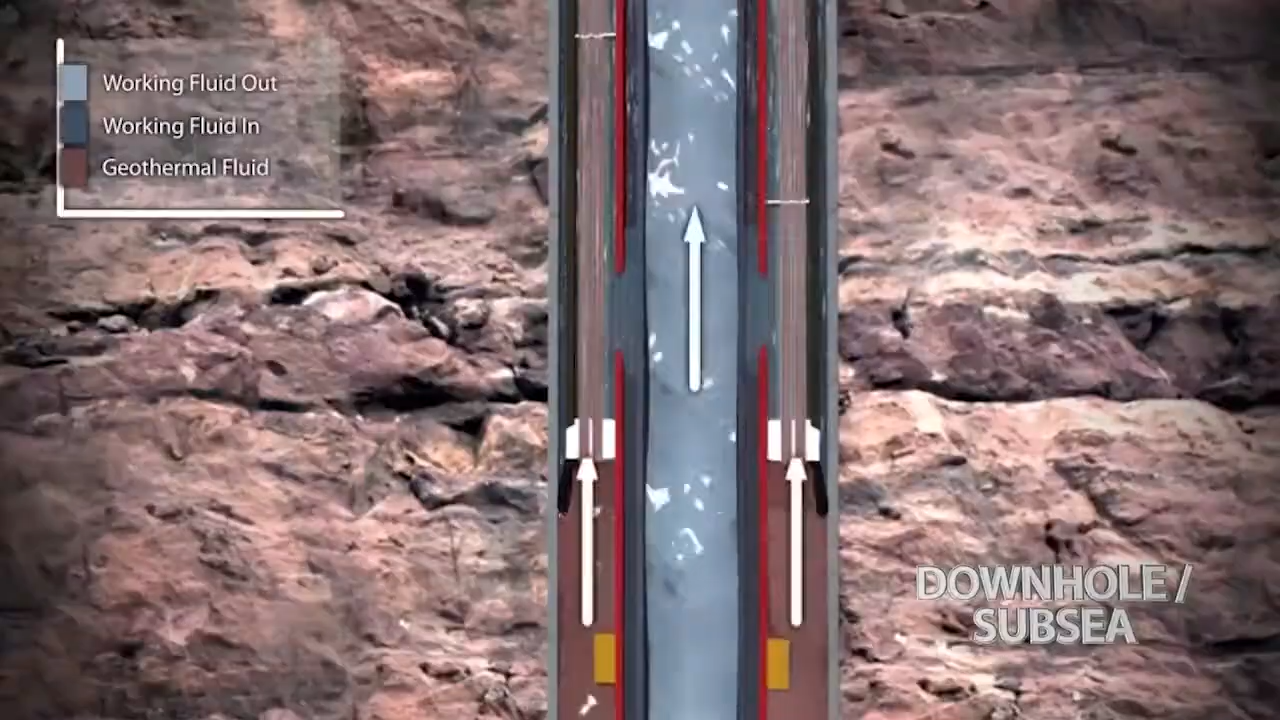 Working Fluid Out
Working Fluid In
Geothermal Fluid
DOWNHOLE /
SUBSEA